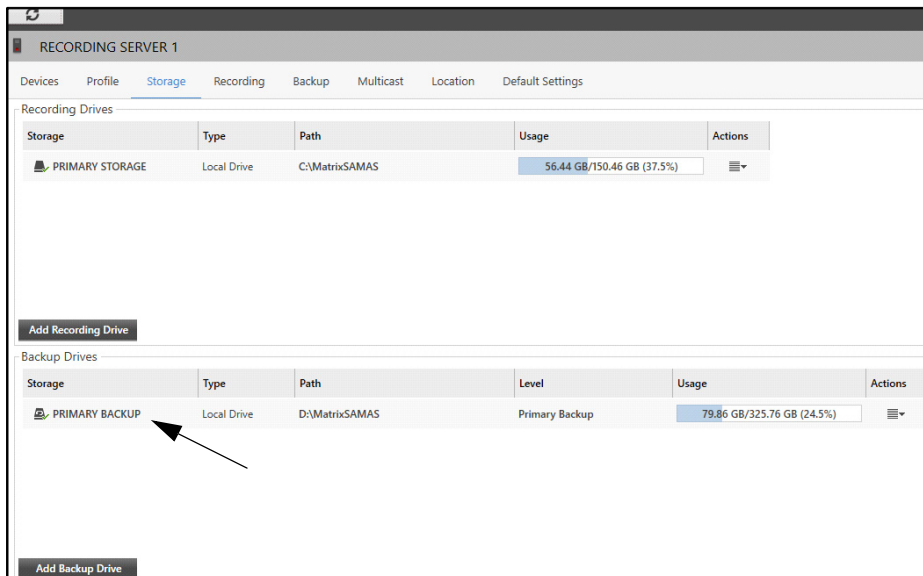 RECORDING SERVER 1
Devices Profile Storage Recording Backup Multicast Location Default Settings
Recording Drives
Storage Type Path Usage Actions
PRIMARY STORAGE Local Drive C:\MatrixSAMAS 56.44 GB/150.46 GB (37.5%)
Add Recording Drive
Backup Drives
Storage Type Path Level Usage Actions
PRIMARY BACKUP Local Drive D:\MatrixSAMAS Primary Backup 79.86 GB/325.76 GB (24.5%)
Add Backup Drive